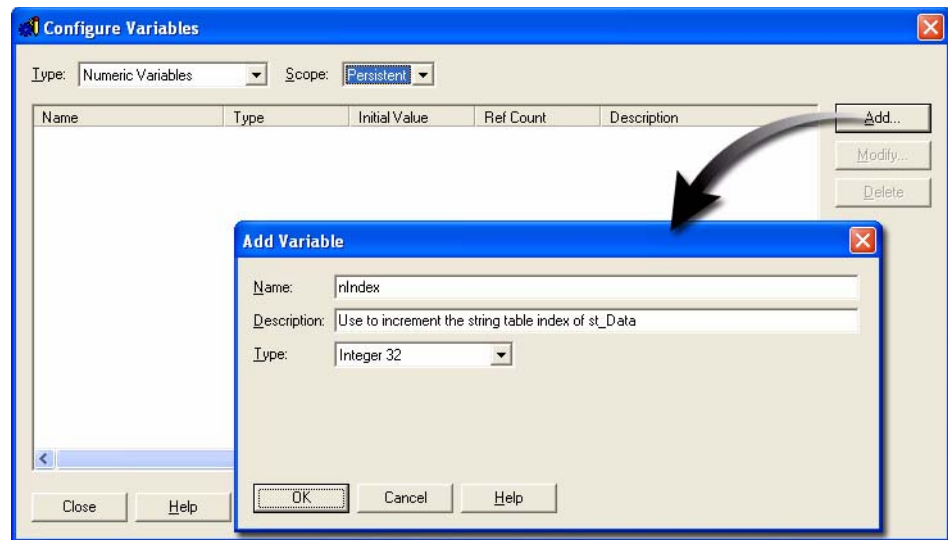 Configure Variables
Type: Numeric Variables Scope: Persistent
Name Type Initial Value Ref Count Description
Add...
Modify...
Delete
Add Variable
Name: nIndex
Description: Use to increment the string table index of st_Data
Type: Integer 32
OK Cancel Help
Close Help